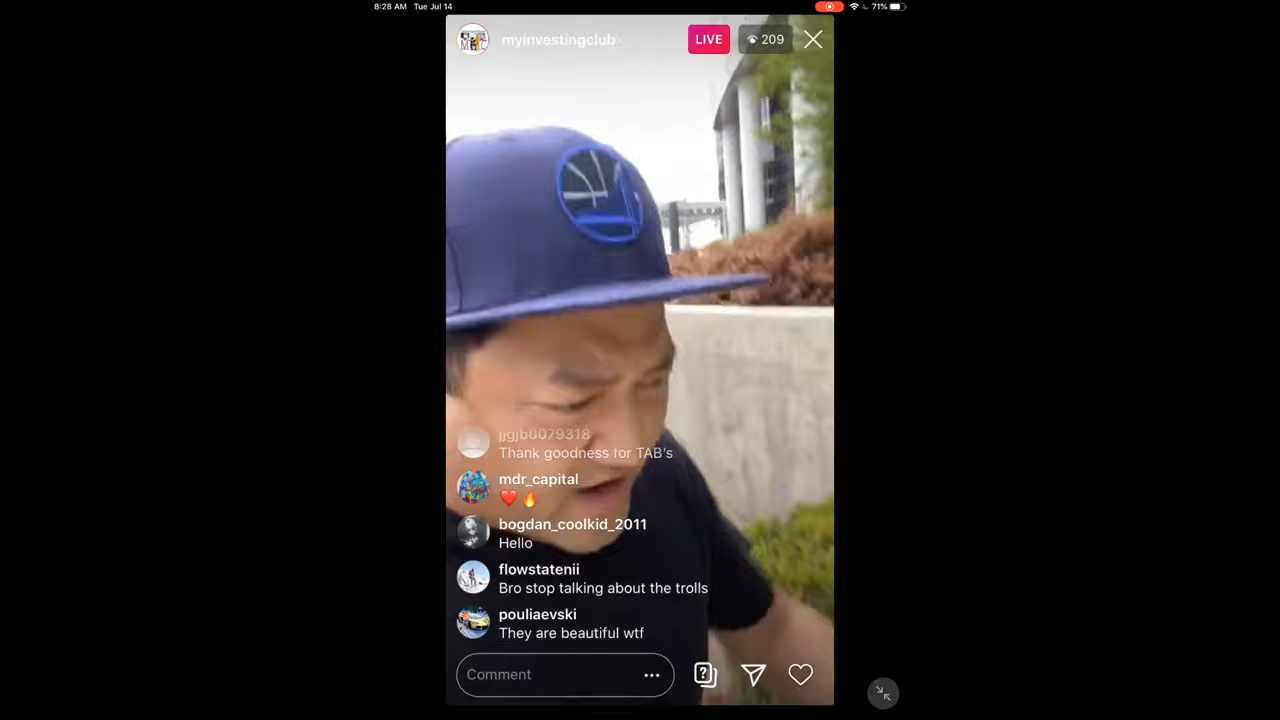 8:28 AM Tue Jul 14
71%
myinvestingclub
LIVE
209
jjgjb0079318
Thank goodness for TAB's
mdr_capital
❤️🔥
bogdan_coolkid_2011
Hello
flowstatenii
Bro stop talking about the trolls
pouliaevski
They are beautiful wtf
Comment